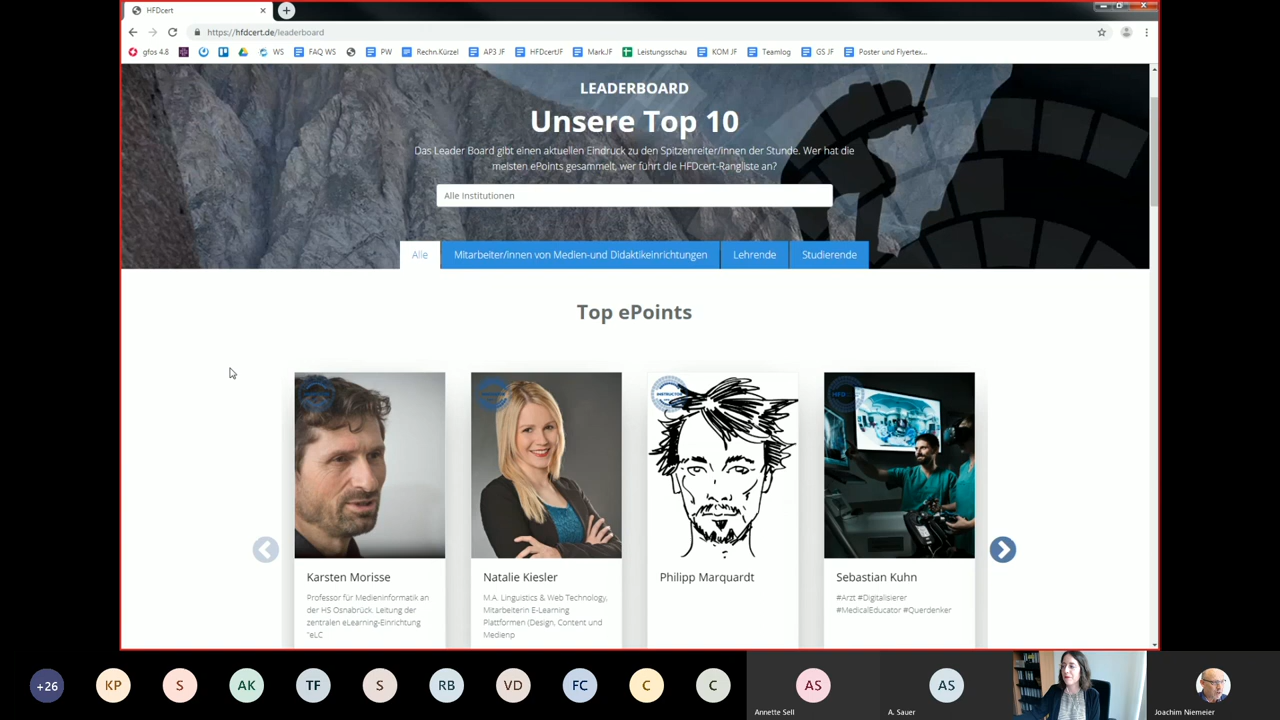 HFDcert
https://hfdcert.de/leaderboard
gfos 4.8
WS
FAQ WS
PW
Rechn.Kürzel
AP3 JF
HFDcertJF
Mark.JF
Leistungsschau
KOM JF
Teamlog
GS JF
Poster und Flyertex...
LEADERBOARD
Unsere Top 10
Das Leader Board gibt einen aktuellen Eindruck zu den Spitzenreiter/innen der Stunde. Wer hat die
meisten ePoints gesammelt, wer führt die HFDcert-Rangliste an?
Alle Institutionen
Alle
Mitarbeiter/innen von Medien-und Didaktikeinrichtungen
Lehrende
Studierende
Top ePoints
INSTRUCTOR
HFD
Karsten Morisse
Professor für Medieninformatik an
der HS Osnabrück. Leitung der
zentralen eLearning-Einrichtung
"eLC
Natalie Kiesler
M.A. Linguistics & Web Technology,
Mitarbeiterin E-Learning
Plattformen (Design, Content und
Medienp
Philipp Marquardt
Sebastian Kuhn
#Arzt #Digitalisierer
#MedicalEducator #Querdenker
+26
KP
S
AK
TF
S
RB
VD
FC
C
C
AS
Annette Sell
AS
A. Sauer
Joachim Niemeier